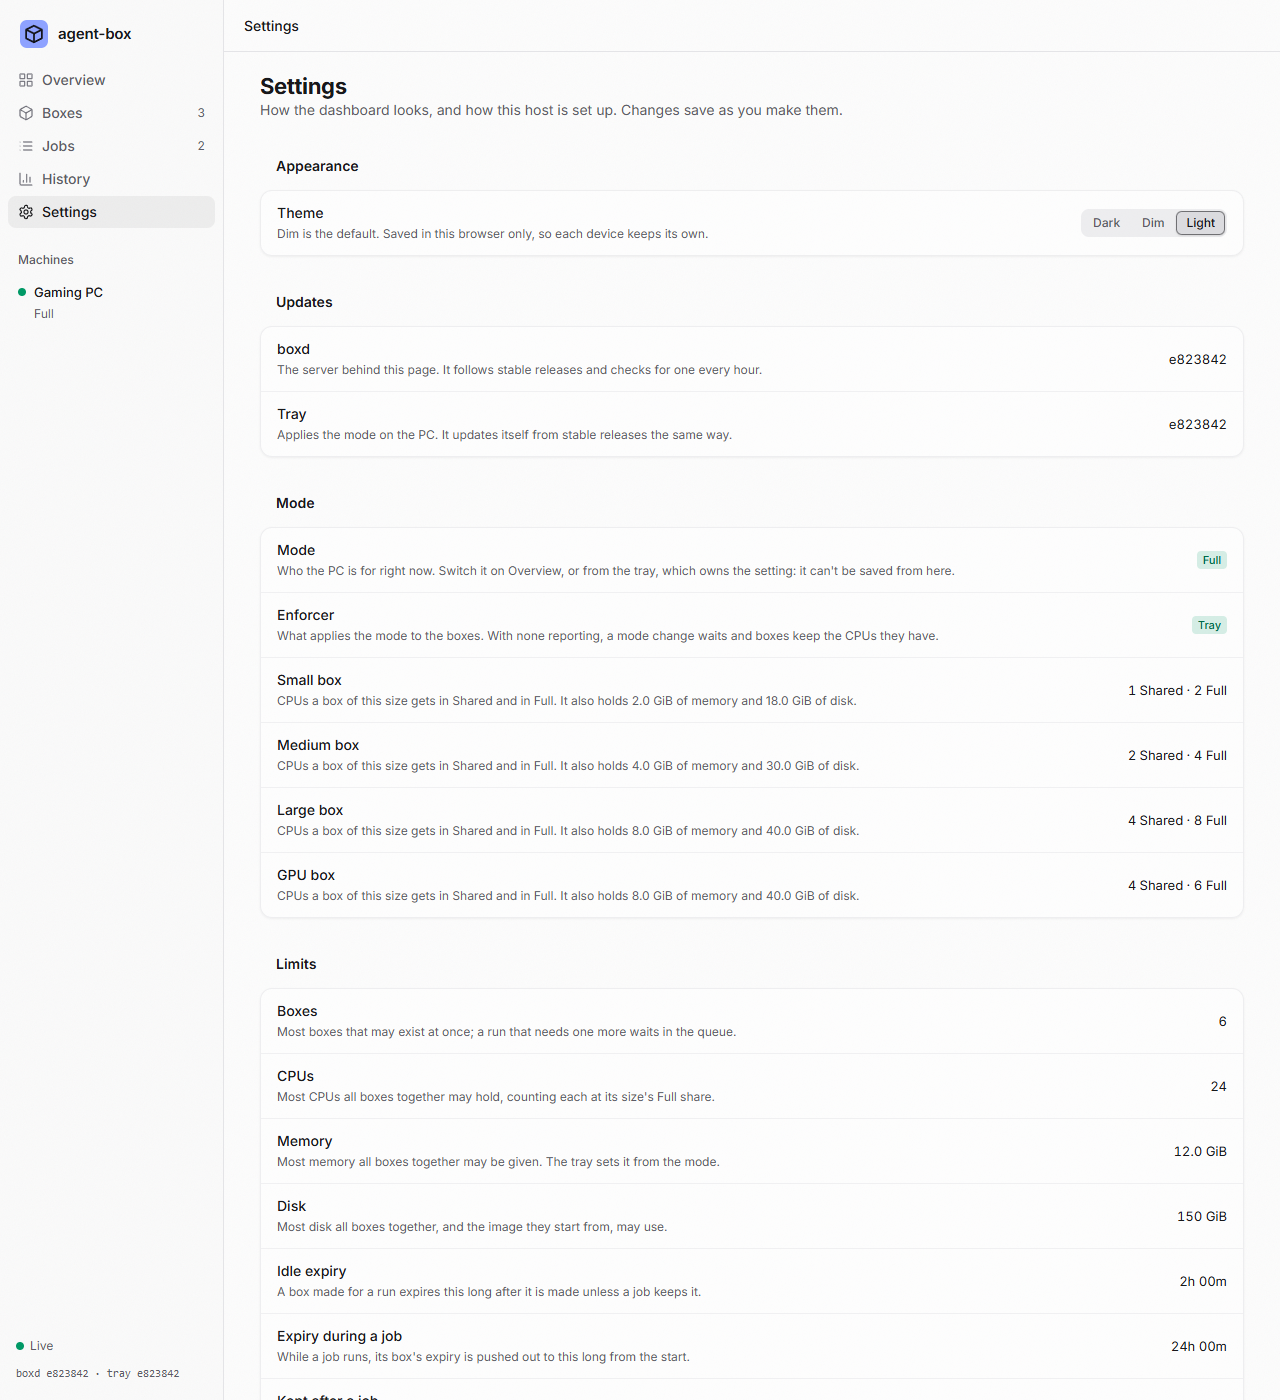 agent-box
Overview
Boxes 3
Jobs 2
History
Settings
Machines
Gaming PC
Full
Live
boxd e823842 · tray e823842
Settings
Settings
How the dashboard looks, and how this host is set up. Changes save as you make them.
Appearance
Theme
Dim is the default. Saved in this browser only, so each device keeps its own.
Dark Dim Light
Updates
boxd
The server behind this page. It follows stable releases and checks for one every hour.
e823842
Tray
Applies the mode on the PC. It updates itself from stable releases the same way.
e823842
Mode
Mode
Who the PC is for right now. Switch it on Overview, or from the tray, which owns the setting: it can't be saved from here.
Full
Enforcer
What applies the mode to the boxes. With none reporting, a mode change waits and boxes keep the CPUs they have.
Tray
Small box
CPUs a box of this size gets in Shared and in Full. It also holds 2.0 GiB of memory and 18.0 GiB of disk.
1 Shared · 2 Full
Medium box
CPUs a box of this size gets in Shared and in Full. It also holds 4.0 GiB of memory and 30.0 GiB of disk.
2 Shared · 4 Full
Large box
CPUs a box of this size gets in Shared and in Full. It also holds 8.0 GiB of memory and 40.0 GiB of disk.
4 Shared · 8 Full
GPU box
CPUs a box of this size gets in Shared and in Full. It also holds 8.0 GiB of memory and 40.0 GiB of disk.
4 Shared · 6 Full
Limits
Boxes
Most boxes that may exist at once; a run that needs one more waits in the queue.
6
CPUs
Most CPUs all boxes together may hold, counting each at its size's Full share.
24
Memory
Most memory all boxes together may be given. The tray sets it from the mode.
12.0 GiB
Disk
Most disk all boxes together, and the image they start from, may use.
150 GiB
Idle expiry
A box made for a run expires this long after it is made unless a job keeps it.
2h 00m
Expiry during a job
While a job runs, its box's expiry is pushed out to this long from the start.
24h 00m
Kept after a job